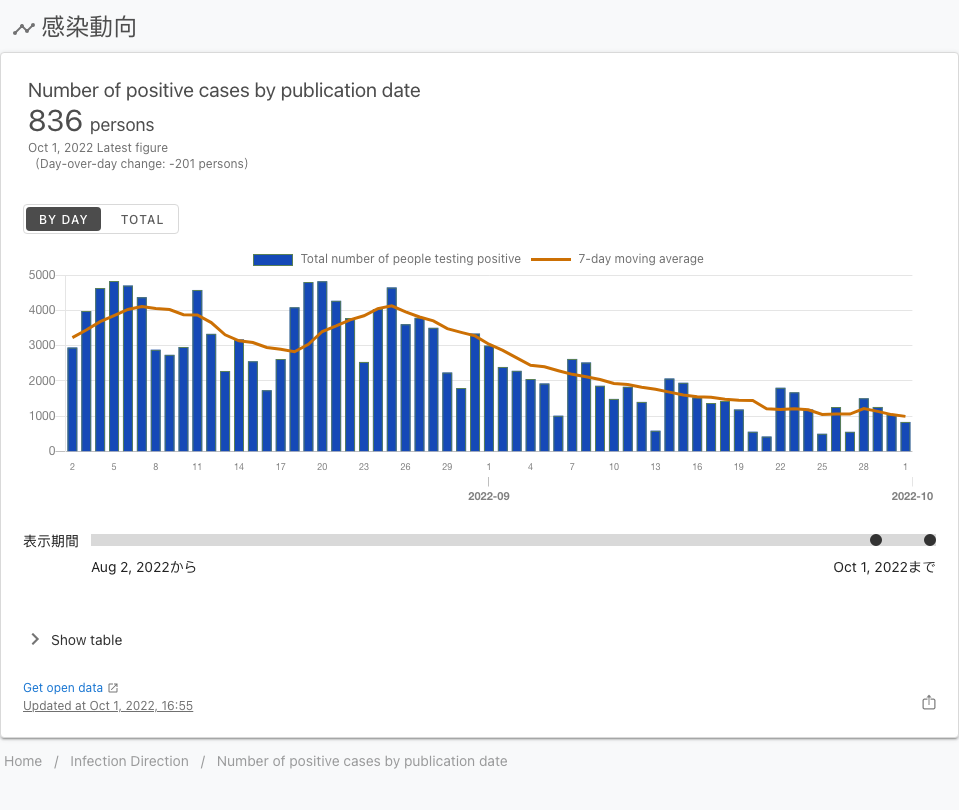 感染動向
Number of positive cases by publication date
836 persons
Oct 1, 2022 Latest figure
(Day-over-day change: -201 persons)
BY DAY TOTAL
Total number of people testing positive 7-day moving average
5000
4000
3000
2000
1000
0
2 5 8 11 14 17 20 23 26 29 1 4 7 10 13 16 19 22 25 28 1
2022-09 2022-10
表示期間
Aug 2, 2022から Oct 1, 2022まで
Show table
Get open data
Updated at Oct 1, 2022, 16:55
Home / Infection Direction / Number of positive cases by publication date